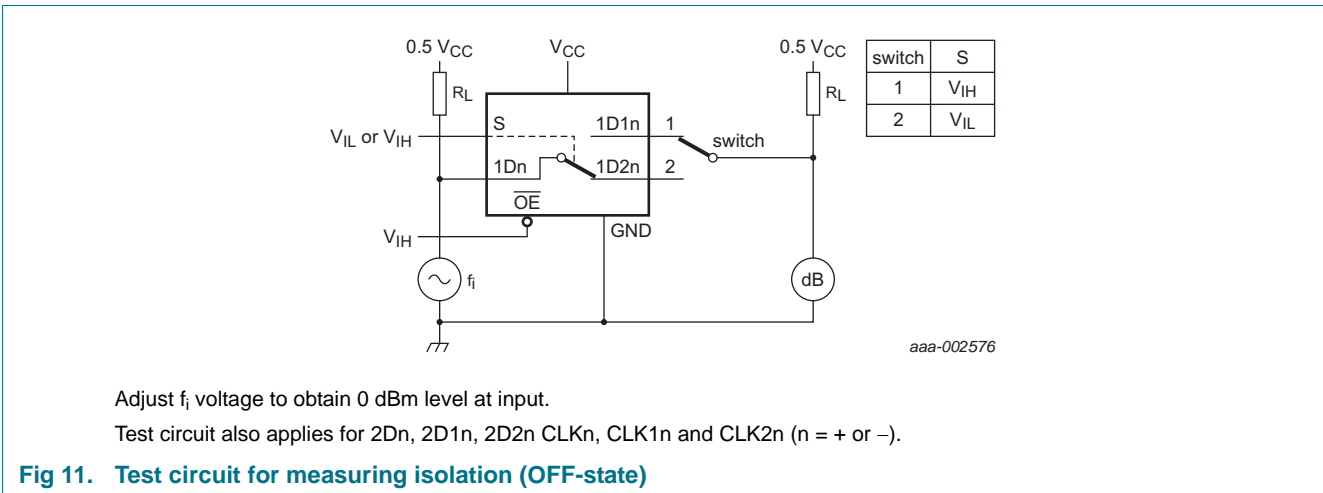 0.5 VCC
VCC
0.5 VCC
switch S
1 VIH
2 VIL
RL
RL
VIL or VIH
S
1D1n
1
switch
1Dn
1D2n
2
OE
VIH
GND
fi
dB
aaa-002576
Adjust fi voltage to obtain 0 dBm level at input.
Test circuit also applies for 2Dn, 2D1n, 2D2n CLKn, CLK1n and CLK2n (n = + or −).
Fig 11. Test circuit for measuring isolation (OFF-state)